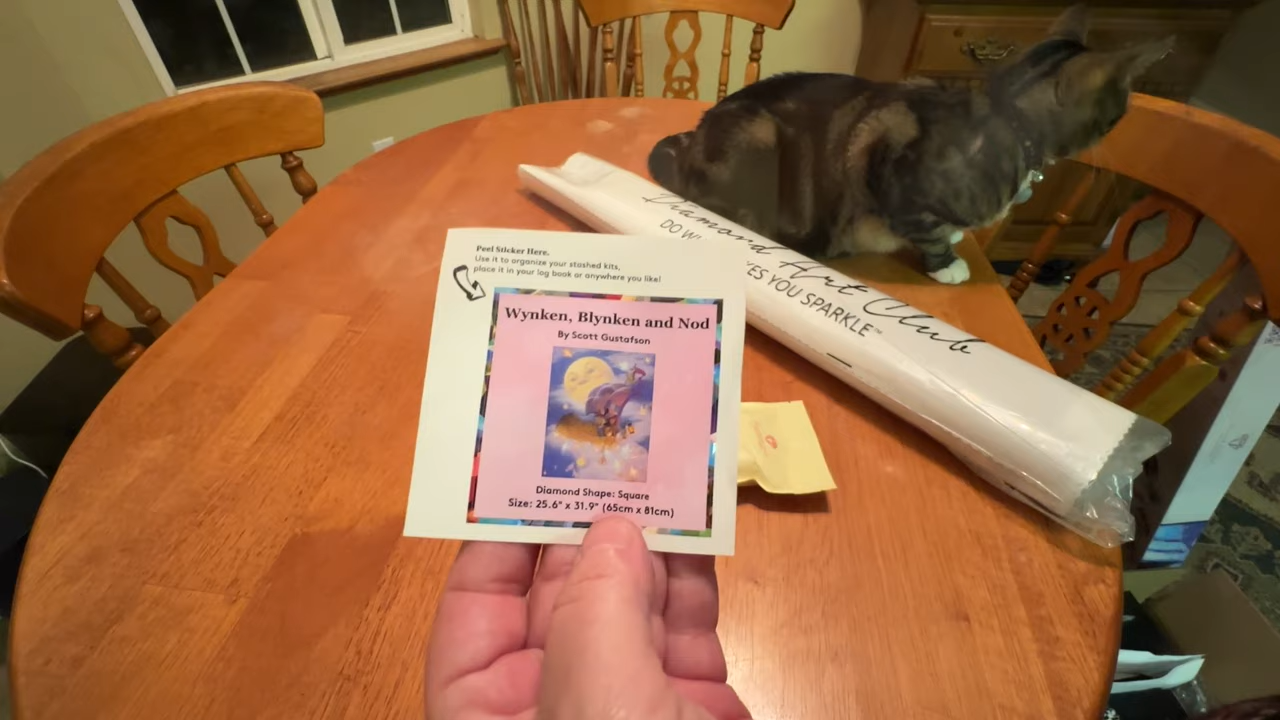 Peel Sticker Here.
Use it to organize your stashed kits,
place it in your log book or anywhere you like!
Wynken, Blynken and Nod
By Scott Gustafson
Diamond Shape: Square
Size: 25.6" x 31.9" (65cm x 81cm)
Diamond Art Club
DO W ES YOU SPARKLE™